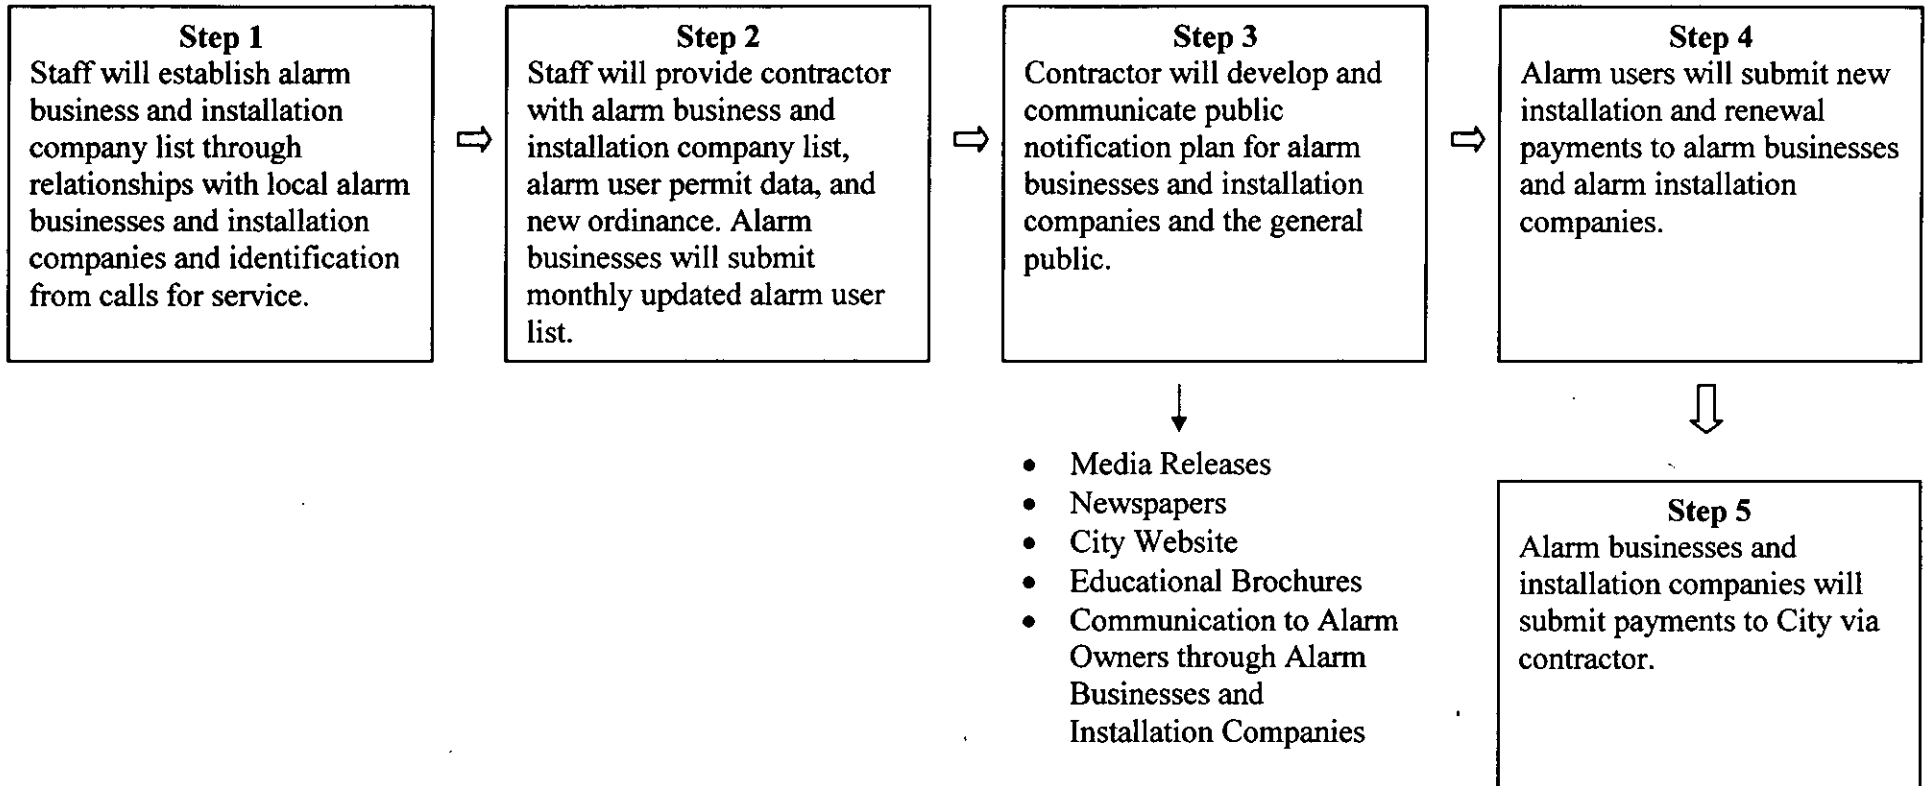 Step 1
Staff will establish alarm
business and installation
company list through
relationships with local alarm
businesses and installation
companies and identification
from calls for service.
Step 2
Staff will provide contractor
with alarm business and
installation company list,
alarm user permit data, and
new ordinance. Alarm
businesses will submit
monthly updated alarm user
list.
Step 3
Contractor will develop and
communicate public
notification plan for alarm
businesses and installation
companies and the general
public.
• Media Releases
• Newspapers
• City Website
• Educational Brochures
• Communication to Alarm
Owners through Alarm
Businesses and
Installation Companies
Step 4
Alarm users will submit new
installation and renewal
payments to alarm businesses
and alarm installation
companies.
Step 5
Alarm businesses and
installation companies will
submit payments to City via
contractor.